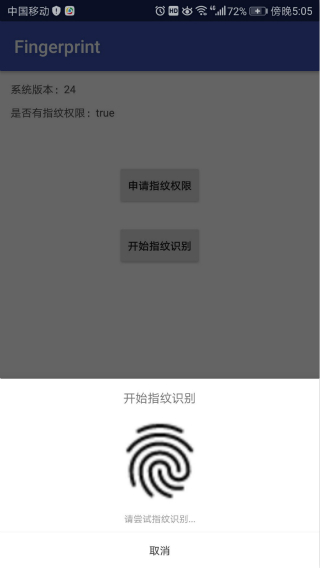 中国移动 HD 4G 72% 傍晚5:05
Fingerprint
系统版本：24
是否有指纹权限：true
申请指纹权限
开始指纹识别
开始指纹识别
请尝试指纹识别...
取消